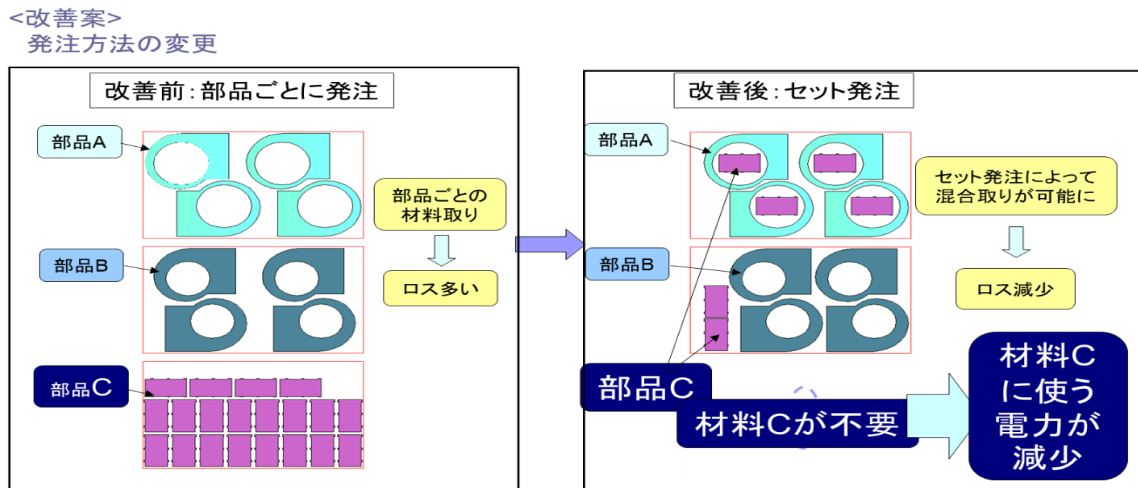 <改善案>
発注方法の変更
改善前:部品ごとに発注
部品A
部品ごとの
材料取り
部品B
ロス多い
部品C
改善後:セット発注
部品A
セット発注によって
混合取りが可能に
部品B
ロス減少
部品C
材料Cが不要
材料C
に使う
電力が
減少